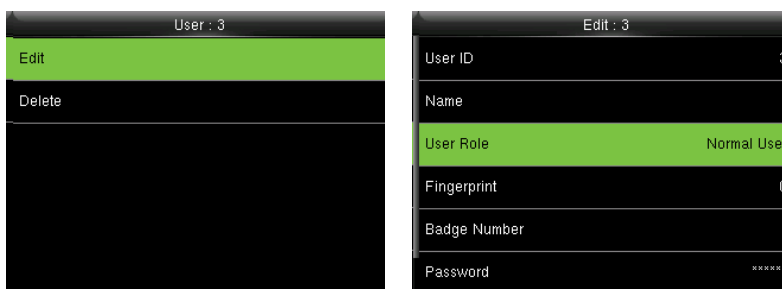 User : 3
Edit
Delete
Edit : 3
User ID
Name
User Role Normal Use
Fingerprint
Badge Number
Password *****